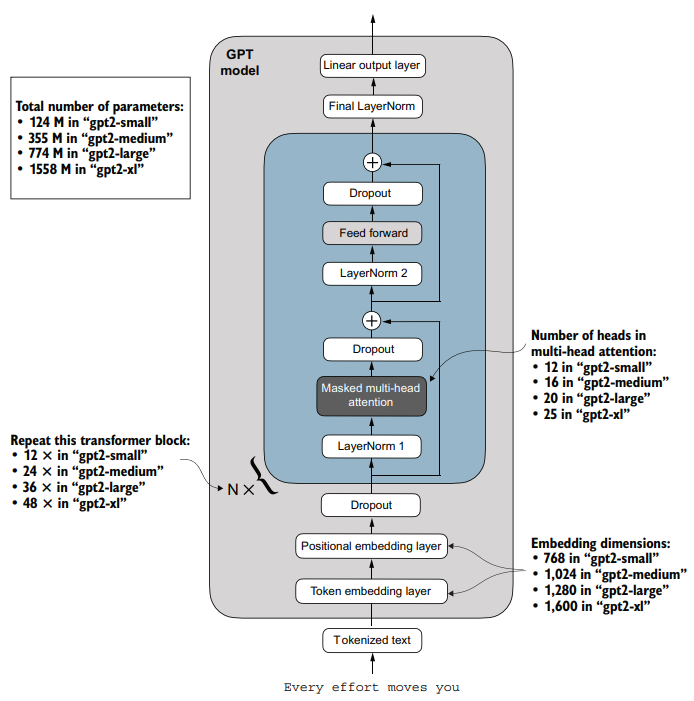 GPT
model
Linear output layer
Final LayerNorm
Total number of parameters:
• 124 M in “gpt2-small”
• 355 M in “gpt2-medium”
• 774 M in “gpt2-large”
• 1558 M in “gpt2-xl”
Dropout
Feed forward
LayerNorm 2
Dropout
Masked multi-head
attention
LayerNorm 1
Number of heads in
multi-head attention:
• 12 in “gpt2-small”
• 16 in “gpt2-medium”
• 20 in “gpt2-large”
• 25 in “gpt2-xl”
Repeat this transformer block:
• 12 × in “gpt2-small”
• 24 × in “gpt2-medium”
• 36 × in “gpt2-large”
• 48 × in “gpt2-xl”
N ×
Dropout
Positional embedding layer
Token embedding layer
Embedding dimensions:
• 768 in “gpt2-small”
• 1,024 in “gpt2-medium”
• 1,280 in “gpt2-large”
• 1,600 in “gpt2-xl”
Tokenized text
Every effort moves you